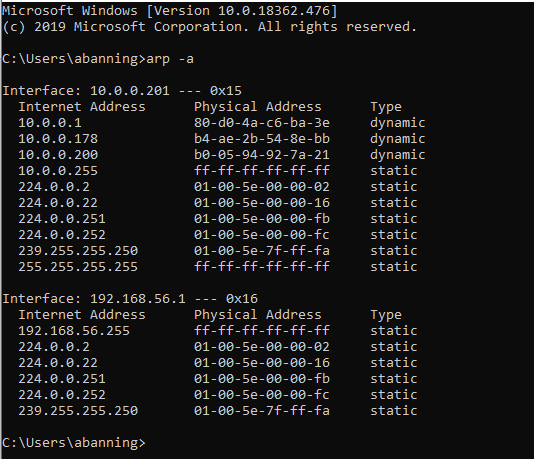 Microsoft Windows [Version 10.0.18362.476]
(c) 2019 Microsoft Corporation. All rights reserved.
C:\Users\abanning>arp -a
Interface: 10.0.0.201 --- 0x15
Internet Address Physical Address Type
10.0.0.1 80-d0-4a-c6-ba-3e dynamic
10.0.0.178 b4-ae-2b-54-8e-bb dynamic
10.0.0.200 b0-05-94-92-7a-21 dynamic
10.0.0.255 ff-ff-ff-ff-ff-ff static
224.0.0.2 01-00-5e-00-00-02 static
224.0.0.22 01-00-5e-00-00-16 static
224.0.0.251 01-00-5e-00-00-fb static
224.0.0.252 01-00-5e-00-00-fc static
239.255.255.250 01-00-5e-7f-ff-fa static
255.255.255.255 ff-ff-ff-ff-ff-ff static
Interface: 192.168.56.1 --- 0x16
Internet Address Physical Address Type
192.168.56.255 ff-ff-ff-ff-ff-ff static
224.0.0.2 01-00-5e-00-00-02 static
224.0.0.22 01-00-5e-00-00-16 static
224.0.0.251 01-00-5e-00-00-fb static
224.0.0.252 01-00-5e-00-00-fc static
239.255.255.250 01-00-5e-7f-ff-fa static
C:\Users\abanning>